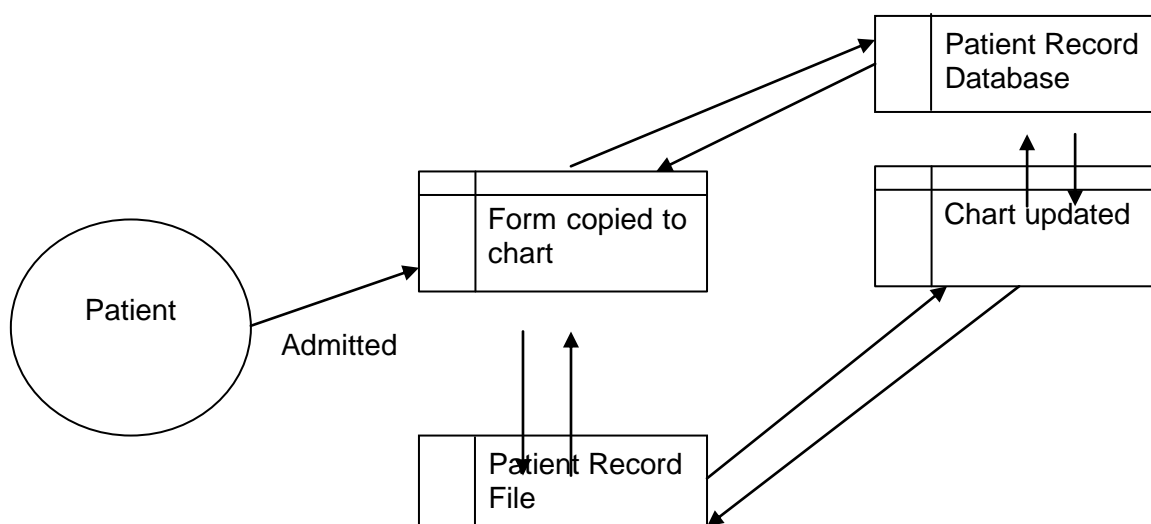 Patient Record
Database
Form copied to
chart
Chart updated
Patient
Admitted
Patient Record
File